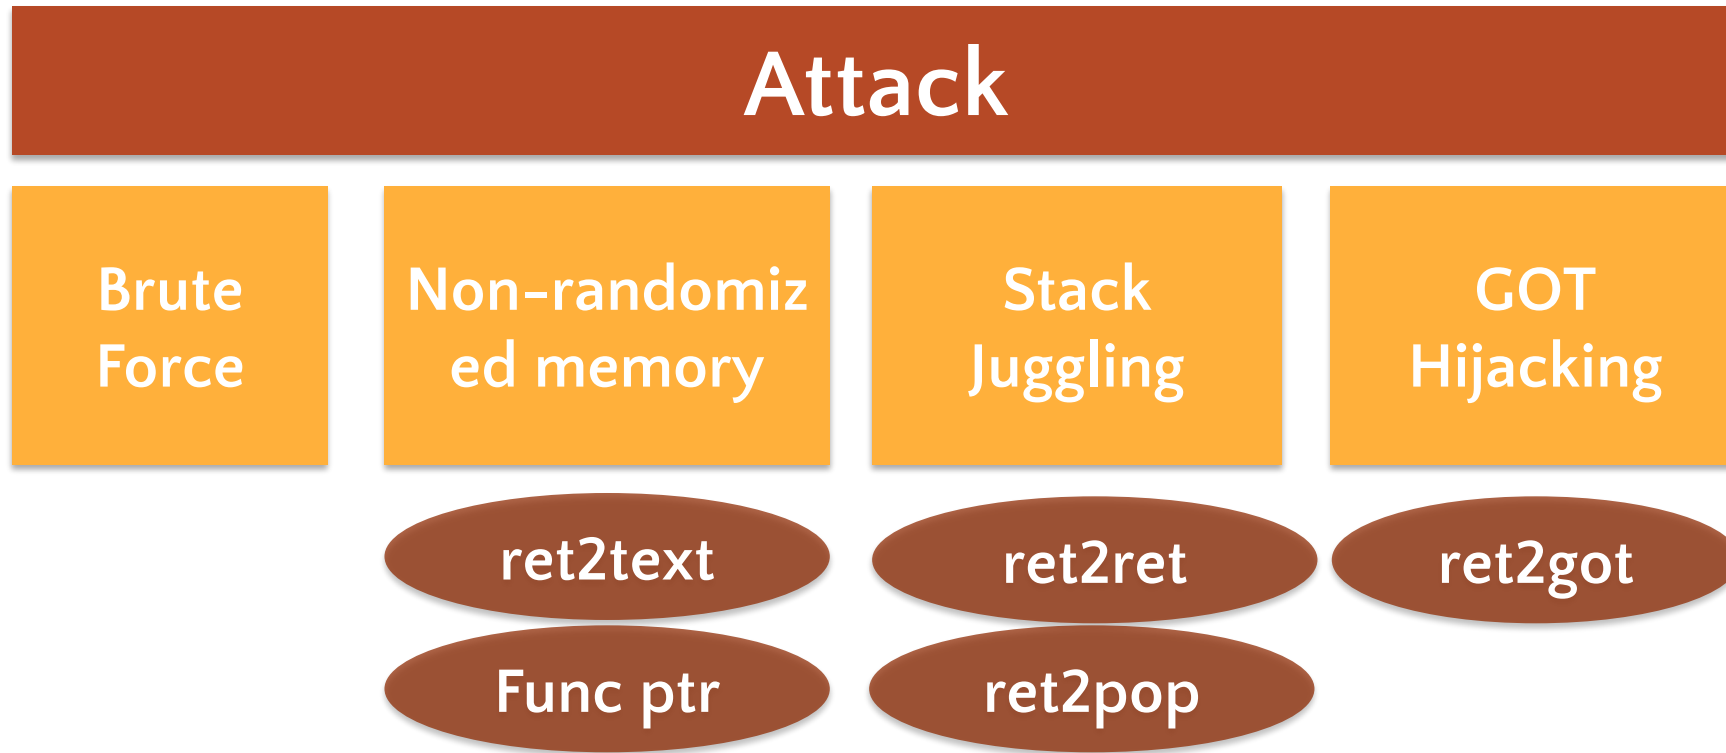 Attack
Brute
Force
Non-randomiz
ed memory
Stack
Juggling
GOT
Hijacking
ret2text
ret2ret
ret2got
Func ptr
ret2pop